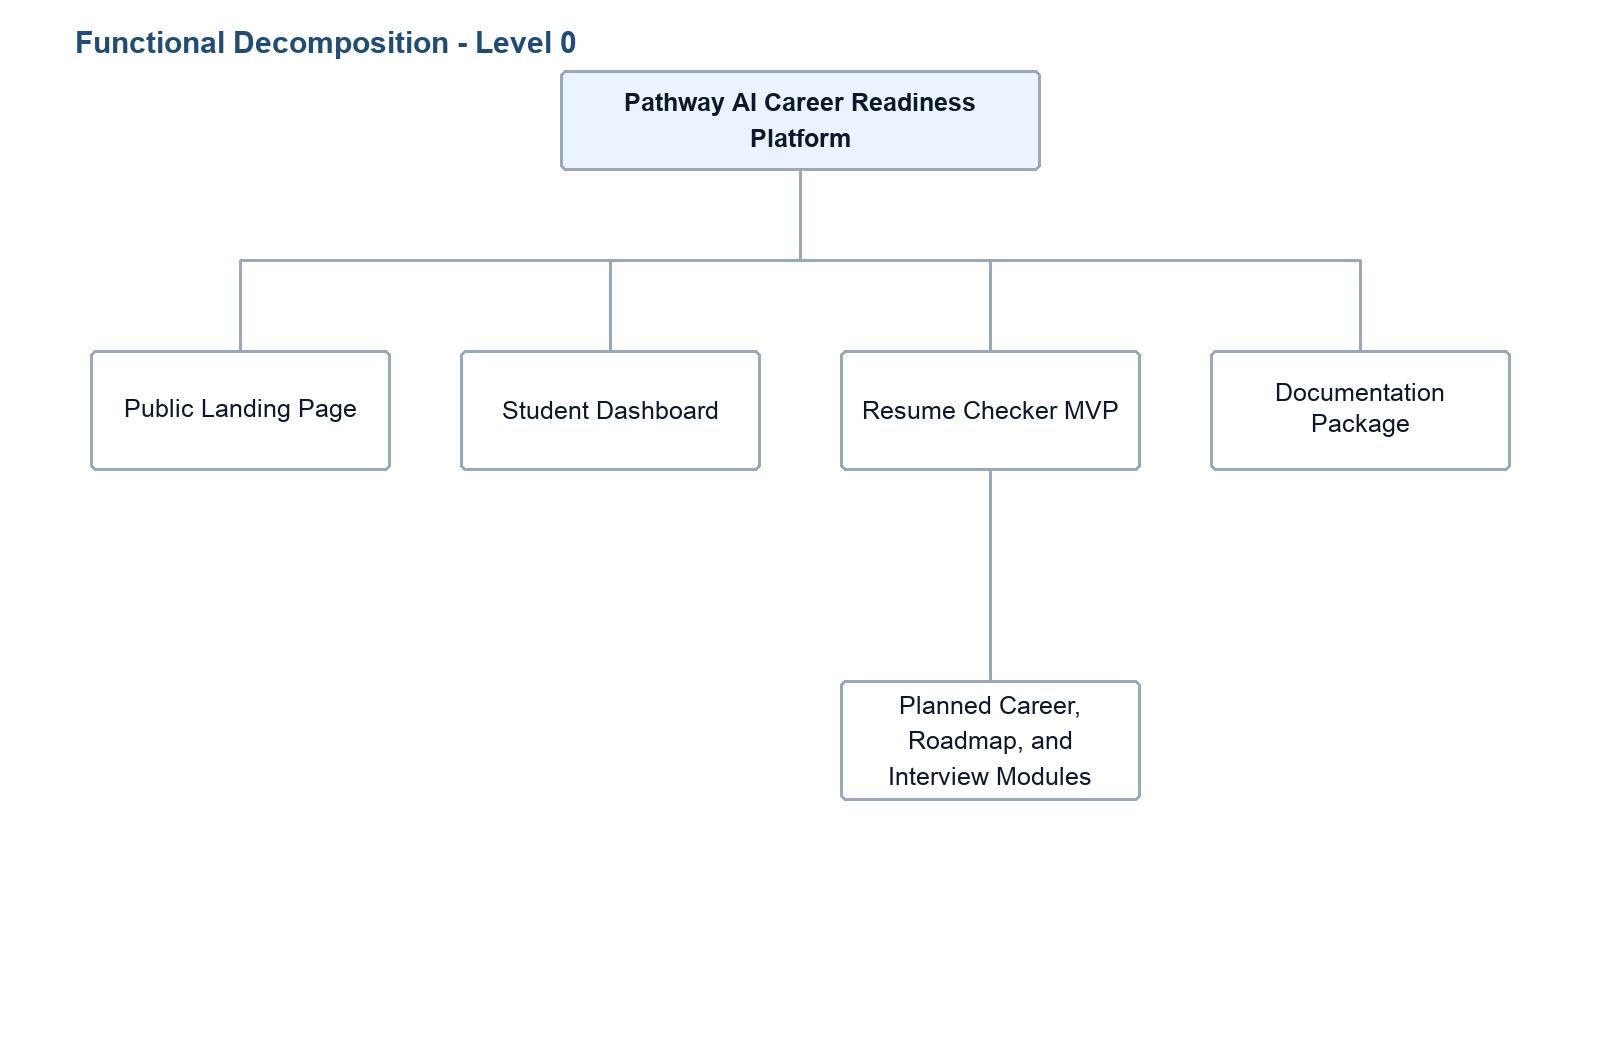 Functional Decomposition - Level 0
Pathway AI Career Readiness
Platform
Public Landing Page
Student Dashboard
Resume Checker MVP
Documentation
Package
Planned Career,
Roadmap, and
Interview Modules